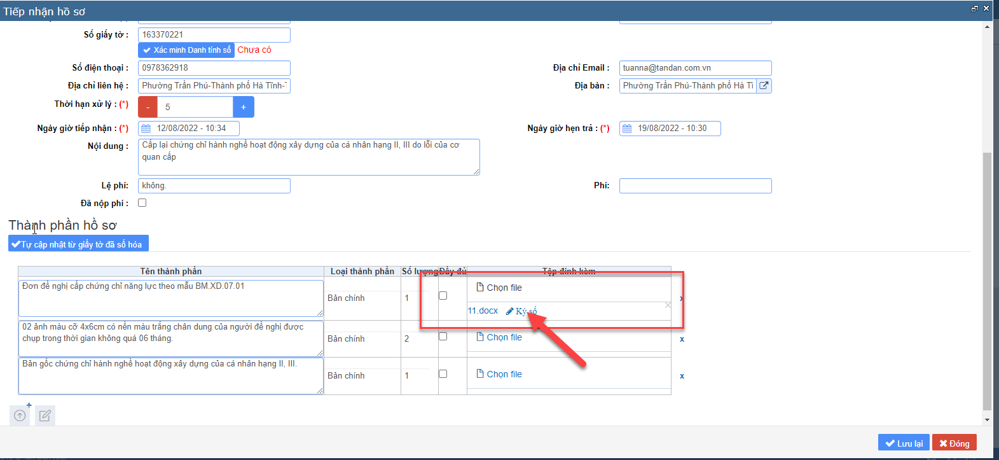 Tiếp nhận hồ sơ
Số giấy tờ : 163370221
Xác minh Danh tính số Chưa có
Số điện thoại : 0978362918 Địa chỉ Email : tuanna@tandan.com.vn
Địa chỉ liên hệ : Phường Trần Phú-Thành phố Hà Tĩnh-T Địa bàn : Phường Trần Phú-Thành phố Hà Tĩ
Thời hạn xử lý : (*) - 5 +
Ngày giờ tiếp nhận : (*) 12/08/2022 - 10:34 Ngày giờ hẹn trả : (*) 19/08/2022 - 10:30
Nội dung : Cấp lại chứng chỉ hành nghề hoạt động xây dựng của cá nhân hạng II, III do lỗi của cơ
quan cấp
Lệ phí: không. Phí:
Đã nộp phí :
Thành phần hồ sơ
Tự cập nhật từ giấy tờ đã số hóa
Tên thành phần Loại thành phần Số lượng Đầy đủ Tệp đính kèm
Đơn đề nghị cấp chứng chỉ năng lực theo mẫu BM.XD.07.01 Bản chính 1 Chọn file x
11.docx Ký số
02 ảnh màu cỡ 4x6cm có nền màu trắng chân dung của người đề nghị được
chụp trong thời gian không quá 06 tháng. Bản chính 2 Chọn file x
Bản gốc chứng chỉ hành nghề hoạt động xây dựng của cá nhân hạng II, III. Bản chính 1 Chọn file x
+
Lưu lại Đóng